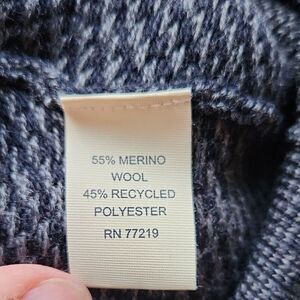 55% MERINO
WOOL
45% RECYCLED
POLYESTER
RN 77219